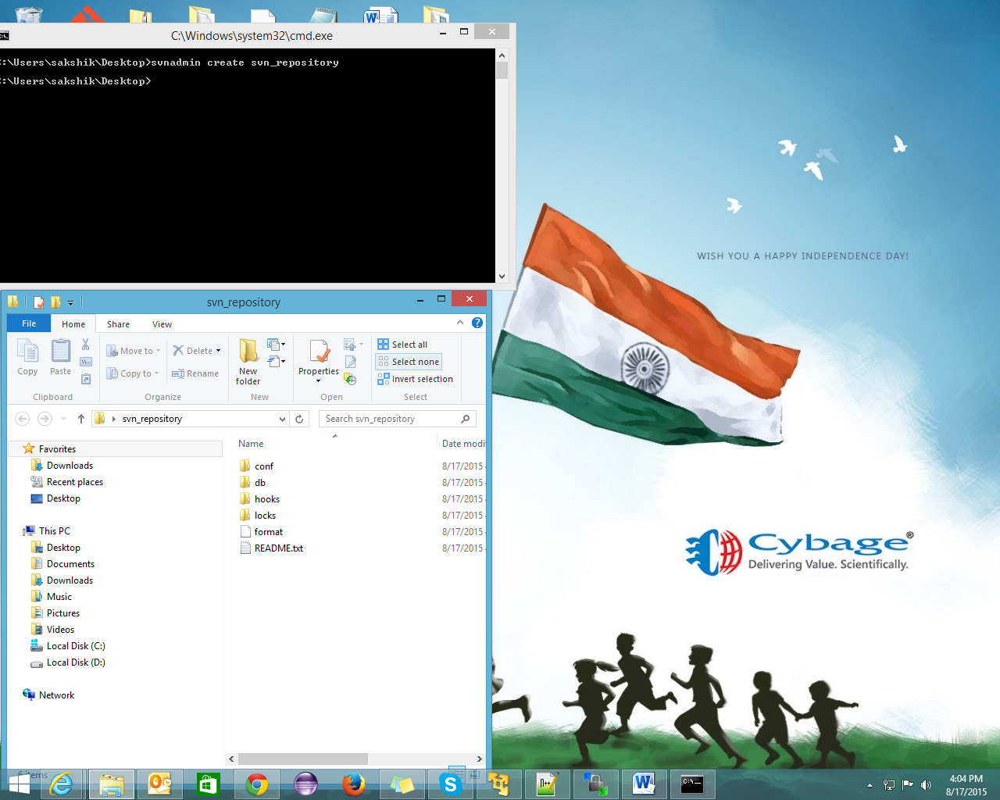 C:\Windows\system32\cmd.exe
:\Users\sakshik\Desktop>svnadmin create svn_repository
:\Users\sakshik\Desktop>
WISH YOU A HAPPY INDEPENDENCE DAY!
svn_repository
File Home Share View
Copy
Paste
Move to
Copy to
Delete
Rename
New folder
Properties
Select all
Select none
Invert selection
Clipboard Organize New Open Select
svn_repository
Search svn_repository
Name Date modi
Favorites
Downloads
Recent places
Desktop
This PC
Desktop
Documents
Downloads
Music
Pictures
Videos
Local Disk (C:)
Local Disk (D:)
Network
conf 8/17/2015
db 8/17/2015
hooks 8/17/2015
locks 8/17/2015
format 8/17/2015
README.txt 8/17/2015
6 items
Cybage®
Delivering Value. Scientifically.
4:04 PM
8/17/2015